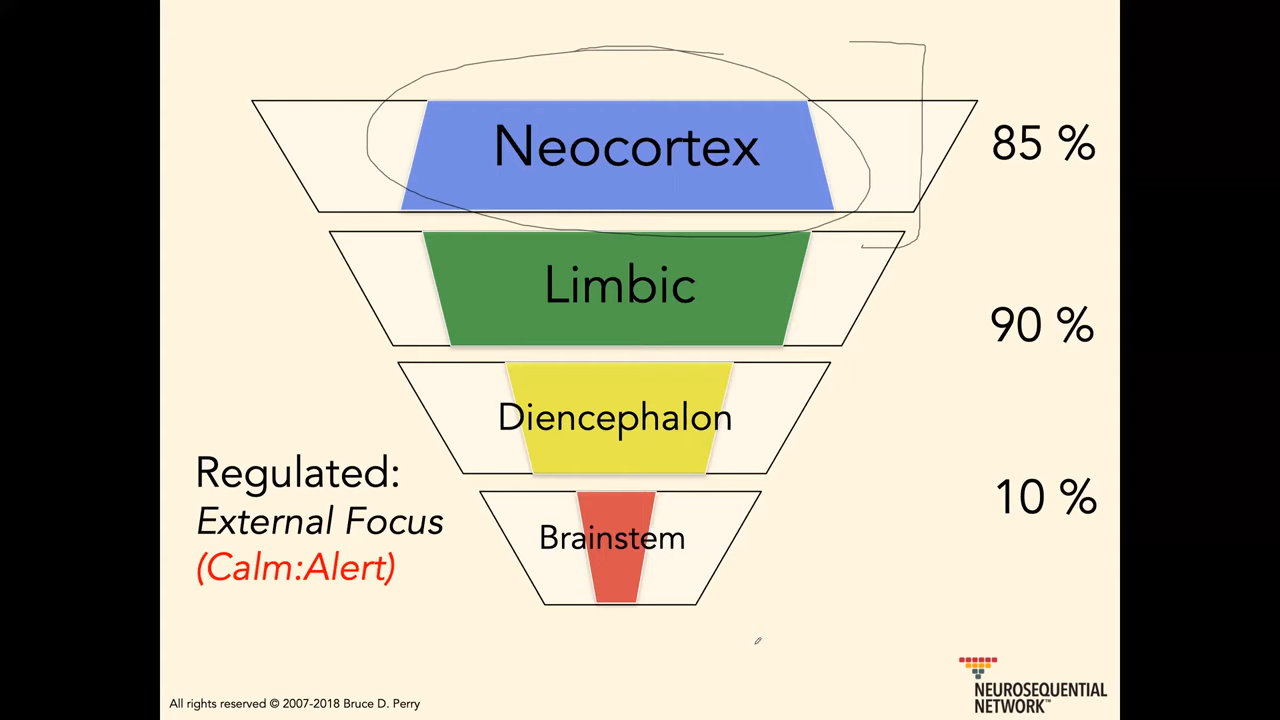 Neocortex
85 %
Limbic
90 %
Diencephalon
Regulated:
External Focus
(Calm:Alert)
10 %
Brainstem
All rights reserved © 2007-2018 Bruce D. Perry
NEUROSEQUENTIAL
NETWORK™